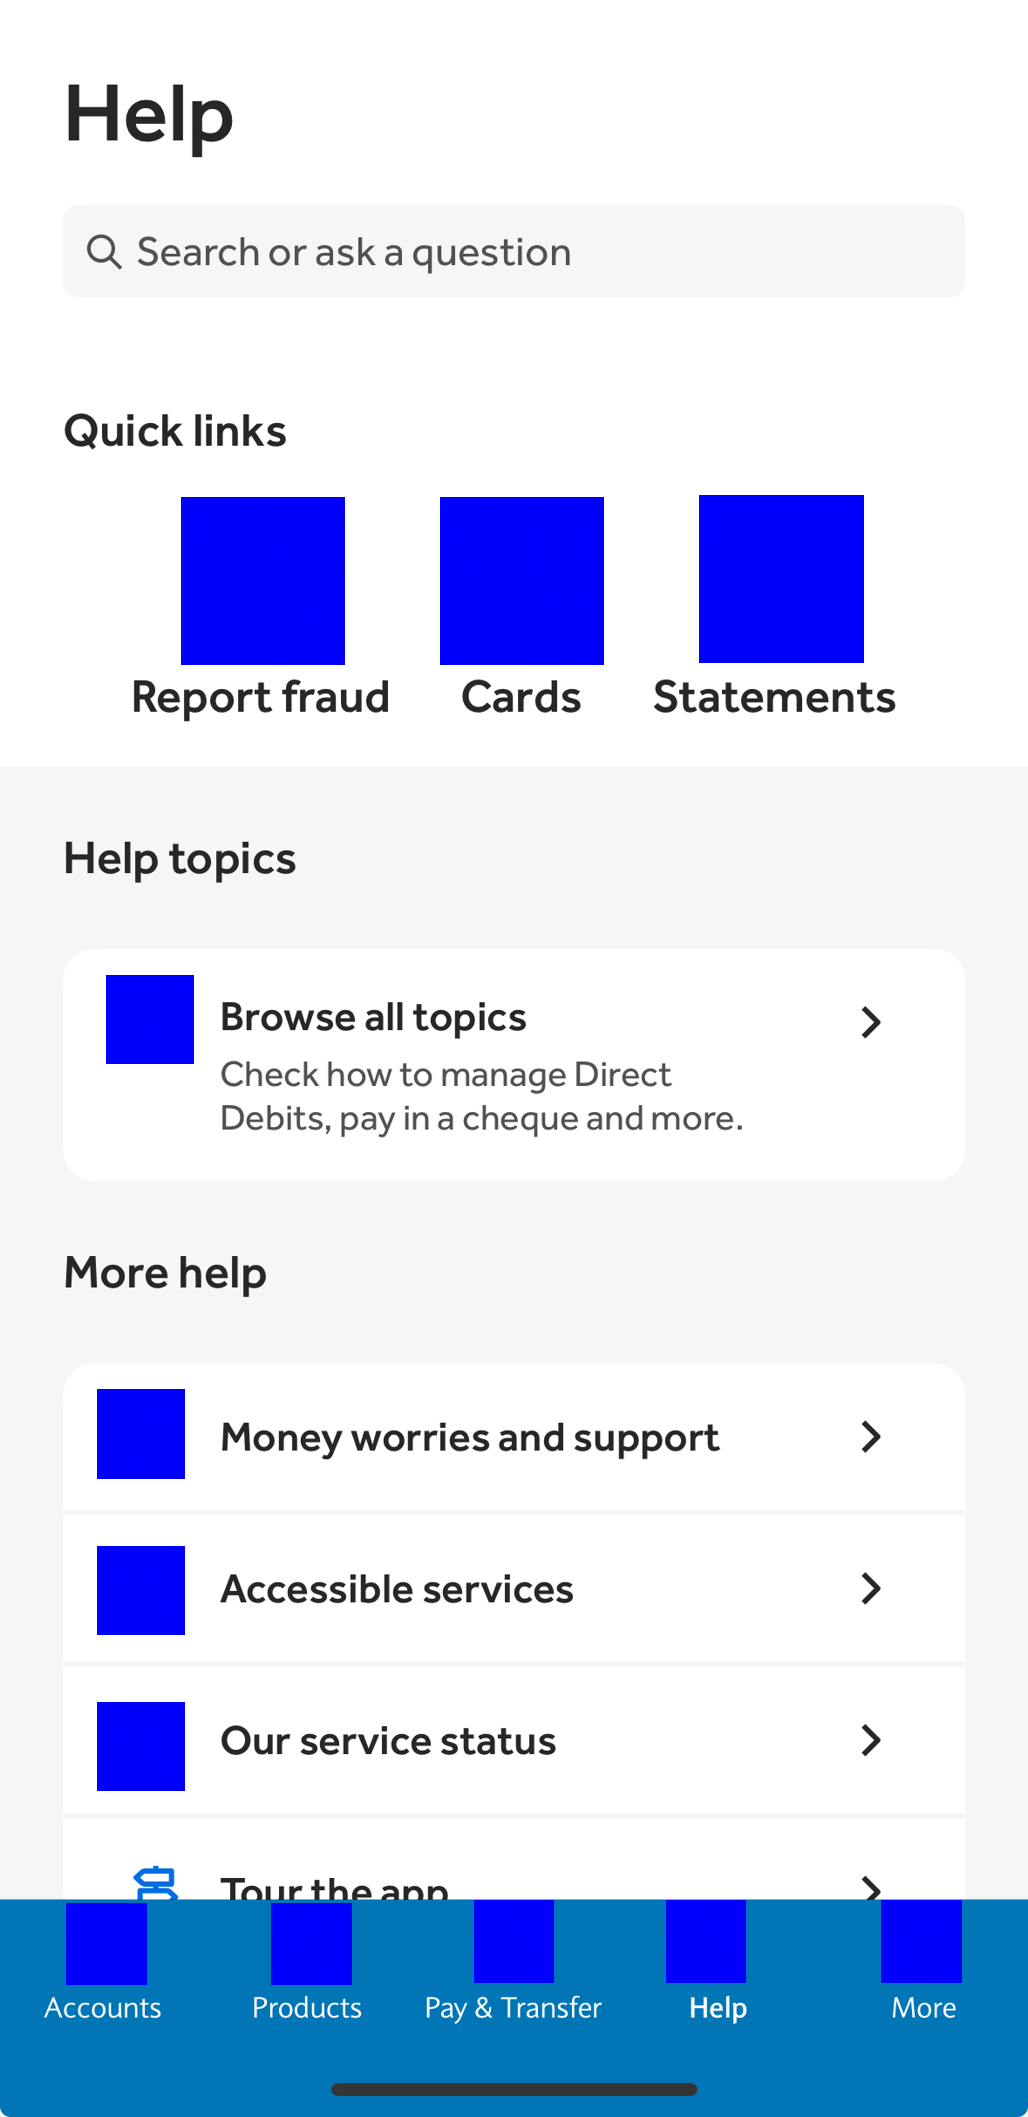 Help
Search or ask a question
Quick links
Report fraud
Cards
Statements
Help topics
Browse all topics
Check how to manage Direct
Debits, pay in a cheque and more.
More help
Money worries and support
Accessible services
Our service status
Tour the app
Accounts
Products
Pay & Transfer
Help
More